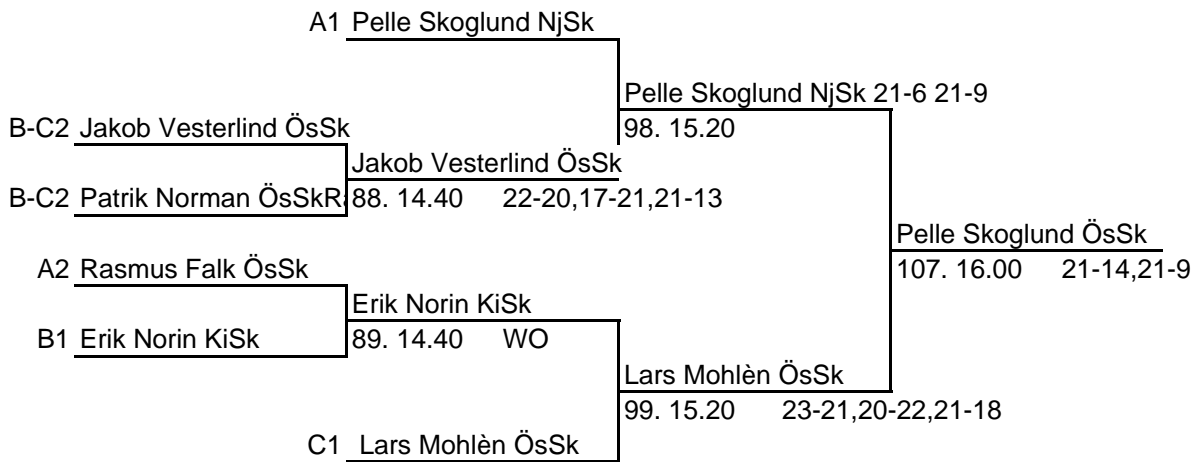 A1 Pelle Skoglund NjSk
Pelle Skoglund NjSk 21-6 21-9
B-C2 Jakob Vesterlind ÖsSk
98. 15.20
Jakob Vesterlind ÖsSk
B-C2 Patrik Norman ÖsSkRa
88. 14.40 22-20,17-21,21-13
Pelle Skoglund ÖsSk
A2 Rasmus Falk ÖsSk
107. 16.00 21-14,21-9
Erik Norin KiSk
B1 Erik Norin KiSk
89. 14.40 WO
Lars Mohlèn ÖsSk
99. 15.20 23-21,20-22,21-18
C1 Lars Mohlèn ÖsSk